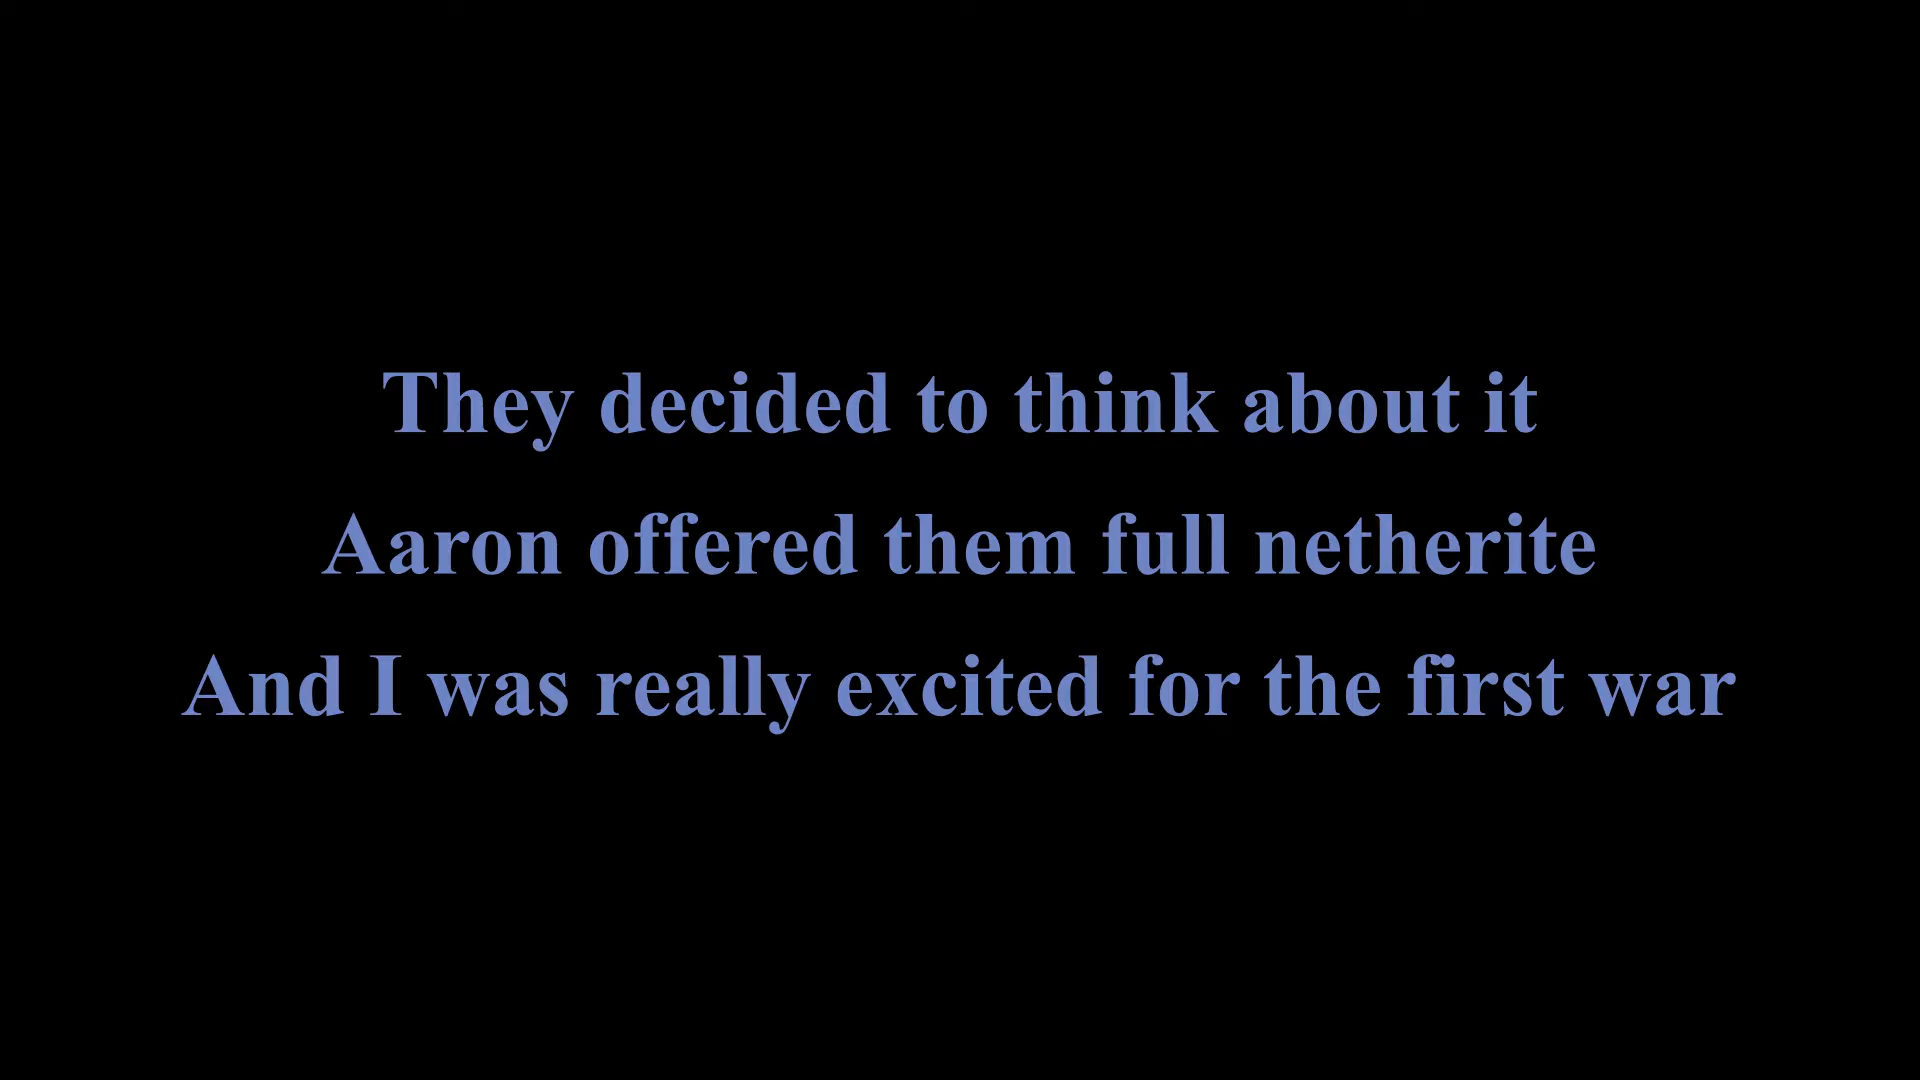 They decided to think about it
Aaron offered them full netherite
And I was really excited for the first war